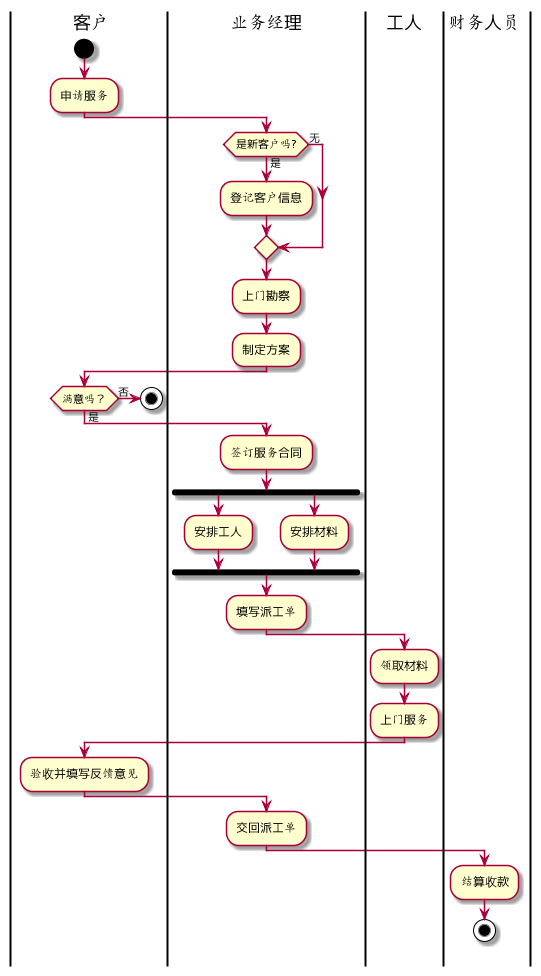 客户
业务经理
工人
财务人员
申请服务
是新客户吗?
无
是
登记客户信息
上门勘察
制定方案
满意吗？
否
是
签订服务合同
安排工人
安排材料
填写派工单
领取材料
上门服务
验收并填写反馈意见
交回派工单
结算收款